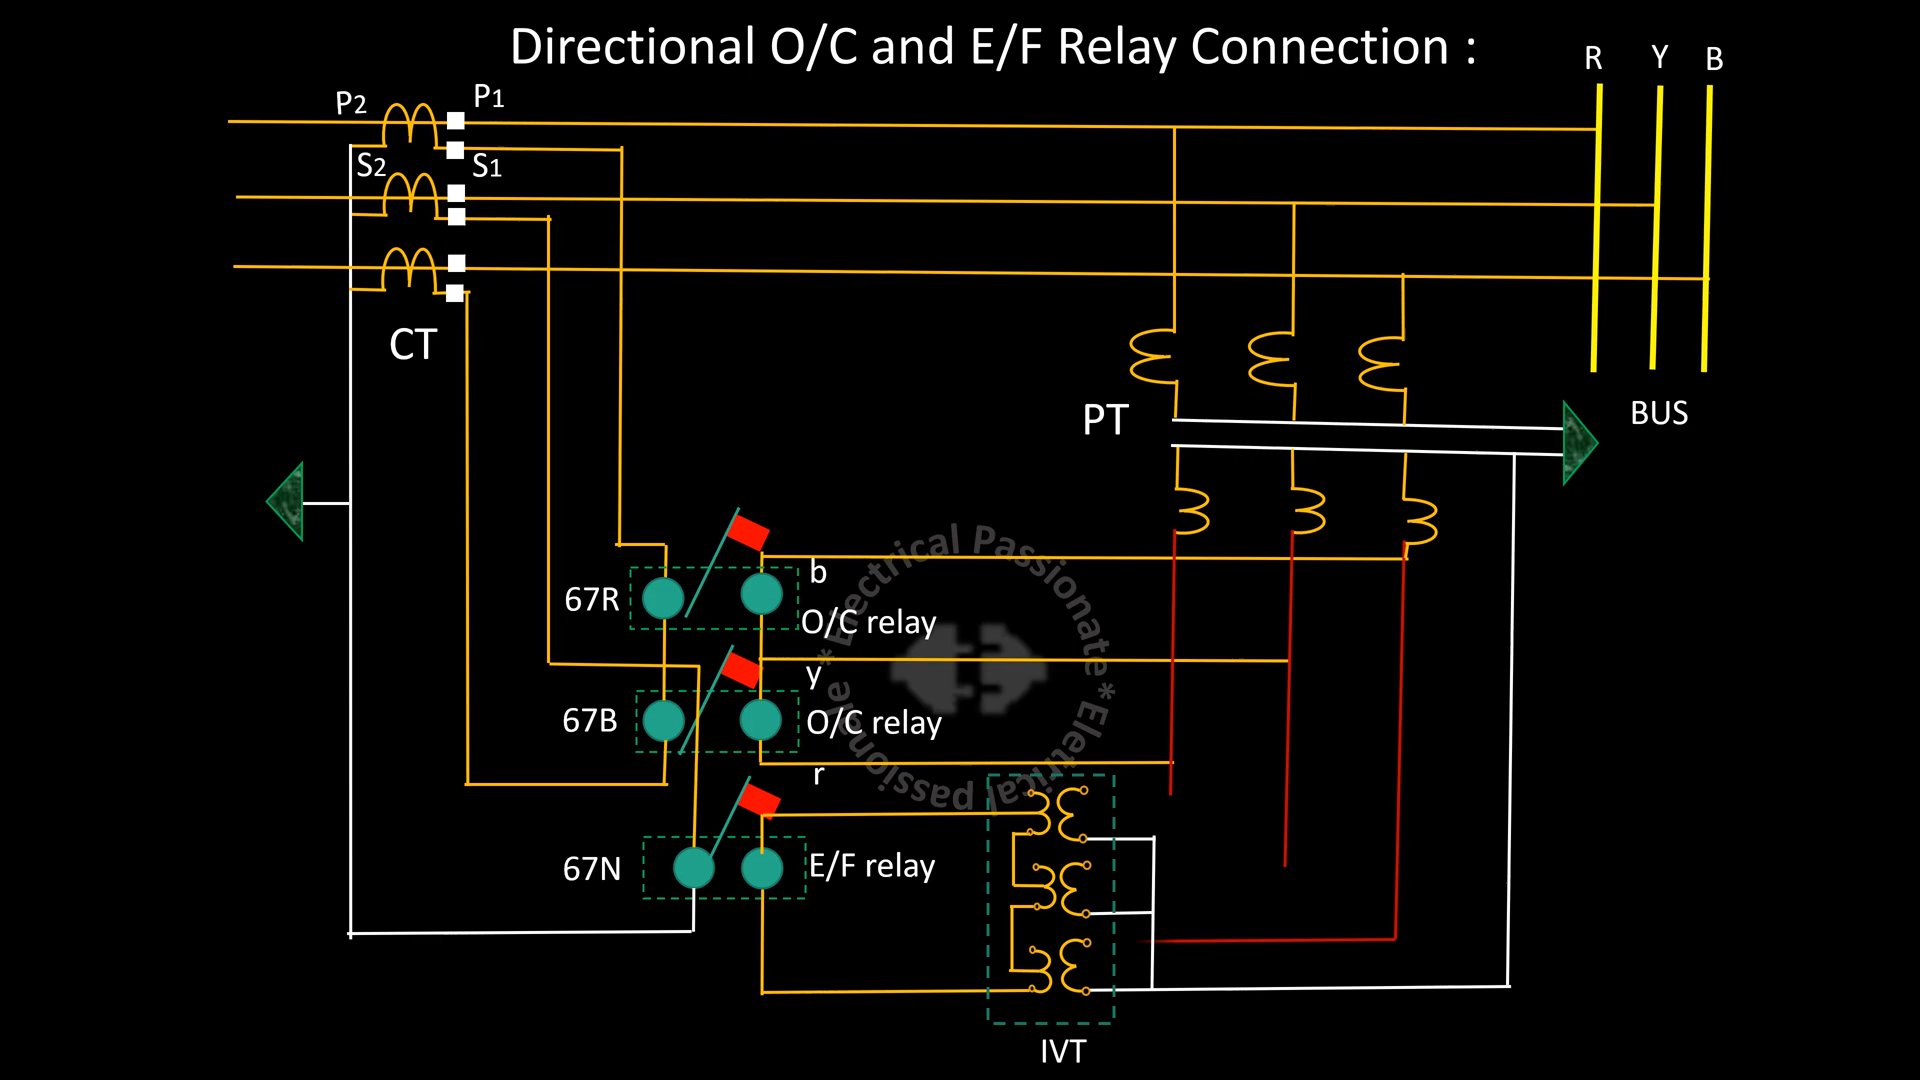 Directional O/C and E/F Relay Connection :
R Y B
P2 P1
S2 S1
CT
PT
BUS
67R
b
O/C relay
y
67B
O/C relay
r
67N
E/F relay
IVT
*Electrical Passionate*
Eletrical passionate